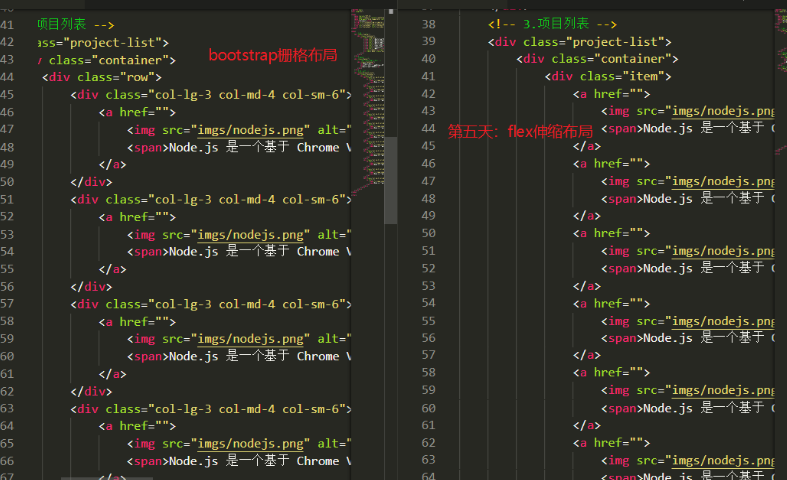 41 项目列表 -->
42 ass="project-list">
43 class="container">
44 <div class="row">
45 <div class="col-lg-3 col-md-4 col-sm-6">
46 <a href="">
47 <img src="imgs/nodejs.png" alt="
48 <span>Node.js 是一个基于 Chrome V
49 </a>
50 </div>
51 <div class="col-lg-3 col-md-4 col-sm-6">
52 <a href="">
53 <img src="imgs/nodejs.png" alt="
54 <span>Node.js 是一个基于 Chrome V
55 </a>
56 </div>
57 <div class="col-lg-3 col-md-4 col-sm-6">
58 <a href="">
59 <img src="imgs/nodejs.png" alt="
60 <span>Node.js 是一个基于 Chrome V
61 </a>
62 </div>
63 <div class="col-lg-3 col-md-4 col-sm-6">
64 <a href="">
65 <img src="imgs/nodejs.png" alt="
66 <span>Node.js 是一个基于 Chrome V
67 </a>
bootstrap栅格布局
38 <!-- 3.项目列表 -->
39 <div class="project-list">
40 <div class="container">
41 <div class="item">
42 <a href="">
43 <img src="imgs/nodejs.png
44 <span>Node.js 是一个基于 C
45 </a>
46 <a href="">
47 <img src="imgs/nodejs.png
48 <span>Node.js 是一个基于 C
49 </a>
50 <a href="">
51 <img src="imgs/nodejs.png
52 <span>Node.js 是一个基于 C
53 </a>
54 <a href="">
55 <img src="imgs/nodejs.png
56 <span>Node.js 是一个基于 C
57 </a>
58 <a href="">
59 <img src="imgs/nodejs.png
60 <span>Node.js 是一个基于 C
61 </a>
62 <a href="">
63 <img src="imgs/nodejs.png
64 <span>Node.js 是一个基于 C
第五天：flex伸缩布局